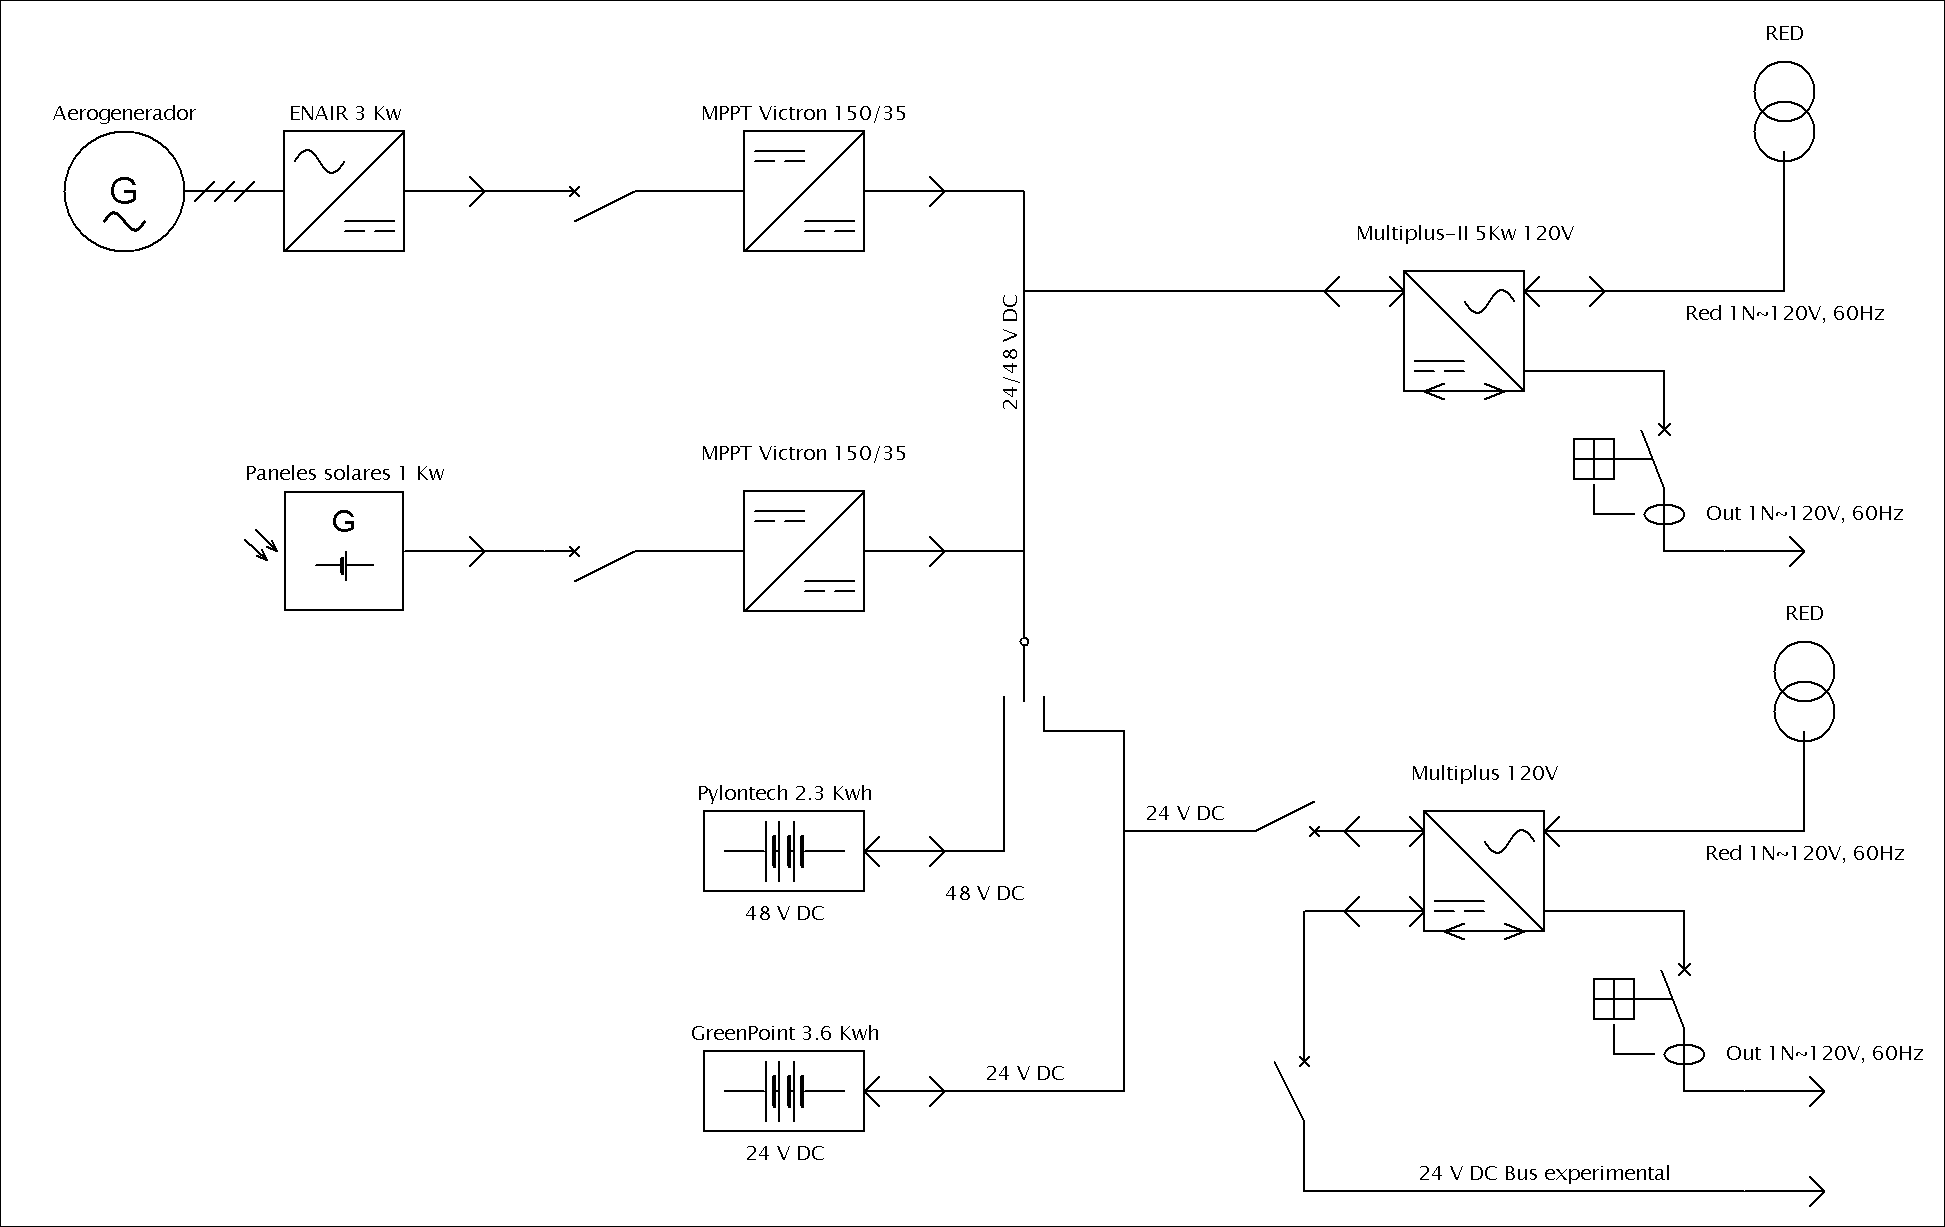 RED
Aerogenerador
ENAIR 3 Kw
MPPT Victron 150/35
G
Multiplus-II 5Kw 120V
Red 1N~120V, 60Hz
24/48 V DC
MPPT Victron 150/35
Paneles solares 1 Kw
G
Out 1N~120V, 60Hz
RED
Multiplus 120V
Pylontech 2.3 Kwh
24 V DC
Red 1N~120V, 60Hz
48 V DC
48 V DC
GreenPoint 3.6 Kwh
24 V DC
Out 1N~120V, 60Hz
24 V DC
24 V DC Bus experimental